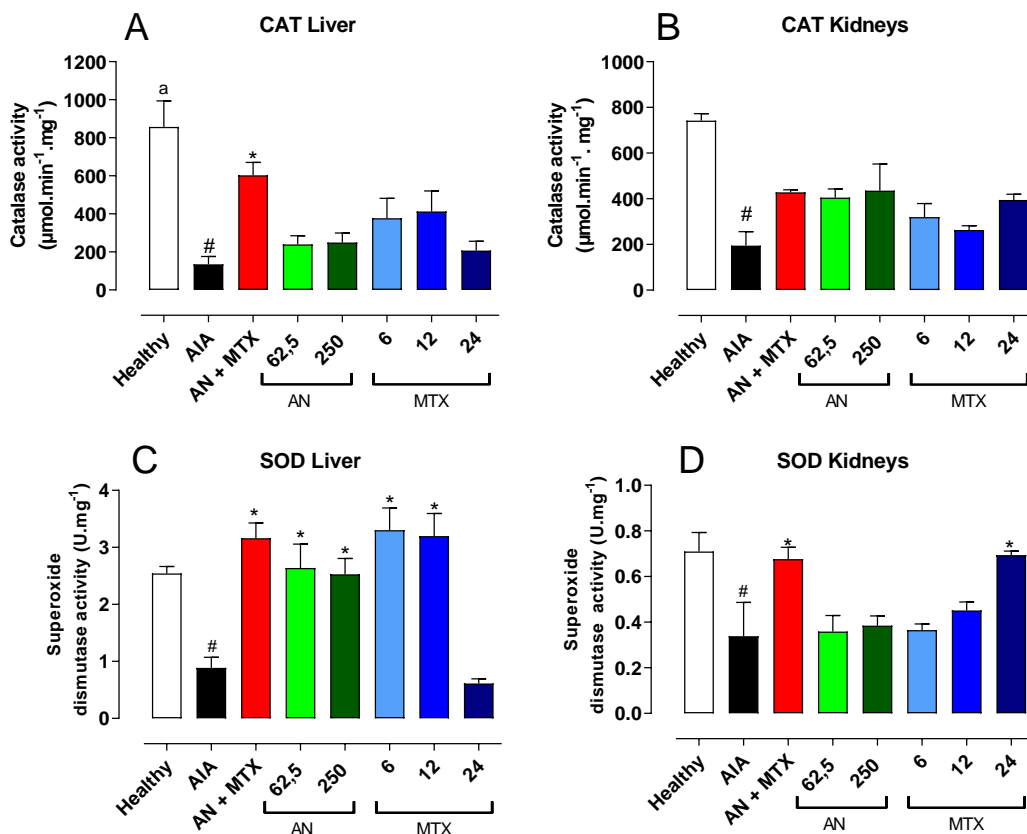 A
CAT Liver
Catalase activity
(µmol.min⁻¹.mg⁻¹)
1200
1000
800
600
400
200
0
a
#
*
Healthy
AIA
AN + MTX
62,5
250
6
12
24
AN
MTX
B
CAT Kidneys
Catalase activity
(µmol.min⁻¹. mg⁻¹)
1000
800
600
400
200
0
#
Healthy
AIA
AN + MTX
62,5
250
6
12
24
AN
MTX
C
SOD Liver
Superoxide
dismutase activity (U.mg⁻¹)
4
3
2
1
0
#
*
*
*
*
*
Healthy
AIA
AN + MTX
62,5
250
6
12
24
AN
MTX
D
SOD Kidneys
Superoxide
dismutase activity (U.mg⁻¹)
1.0
0.8
0.6
0.4
0.2
0.0
#
*
*
Healthy
AIA
AN + MTX
62,5
250
6
12
24
AN
MTX